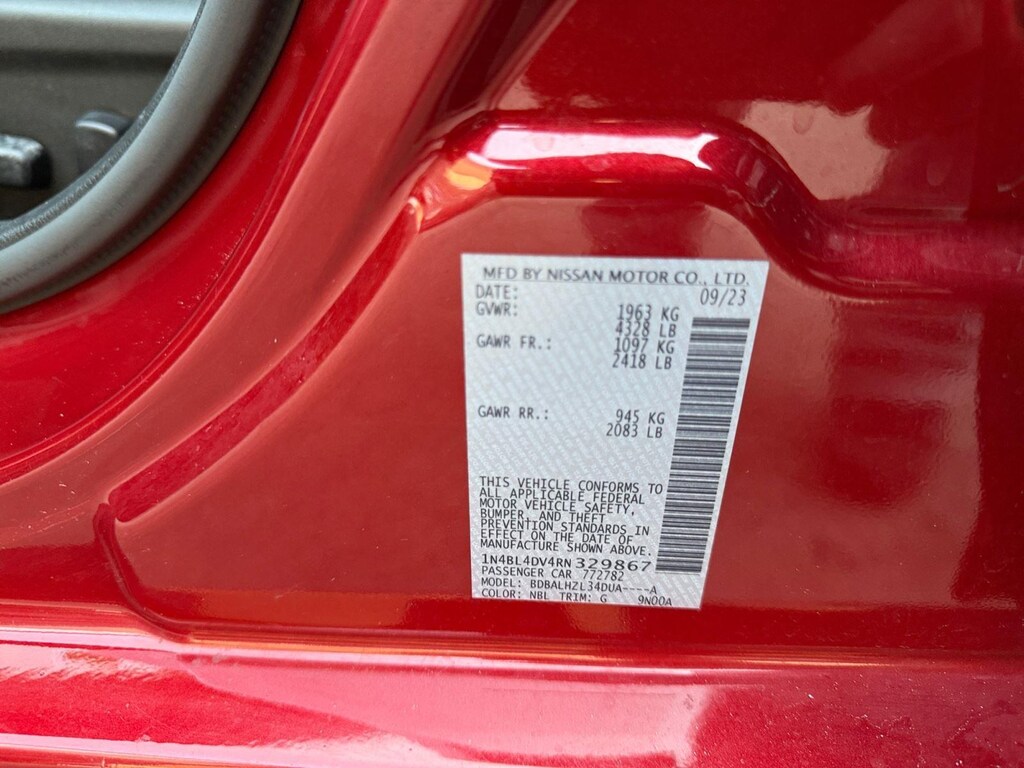 MFD BY NISSAN MOTOR CO., LTD.
DATE: 09/23
GVWR: 1963 KG
4328 LB
GAWR FR.: 1097 KG
2418 LB
GAWR RR.: 945 KG
2083 LB
THIS VEHICLE CONFORMS TO
ALL APPLICABLE FEDERAL
MOTOR VEHICLE SAFETY,
BUMPER, AND THEFT
PREVENTION STANDARDS IN
EFFECT ON THE DATE OF
MANUFACTURE SHOWN ABOVE.
1N4BL4DV4RN329867
PASSENGER CAR 772782
MODEL: BDBALHZL34DUA----A
COLOR: NBL TRIM: G 9N00A